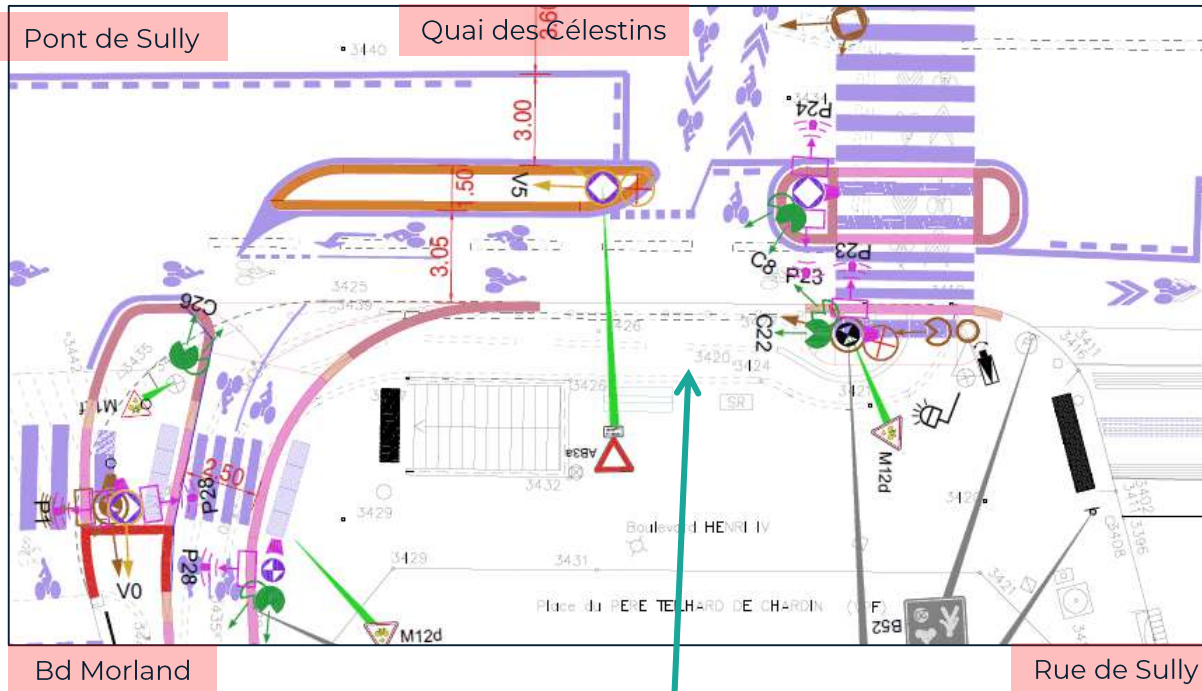 Pont de Sully
Quai des Célestins
3440
3.00
P24
V5
1.50
3.05
C8
P23
P23
3425
3439
C26
C22
3426
3420
3424
3442
3435
3426
SR
AB3a
3432
M12d
2.50
P1
P28
3429
Boulevard HENRI IV
3411
3416
3402
3411
3396
3408
P28
V0
3429
3431
3421
Place du PERE TEILHARD DE CHARDIN
B52
M12d
Bd Morland
Rue de Sully